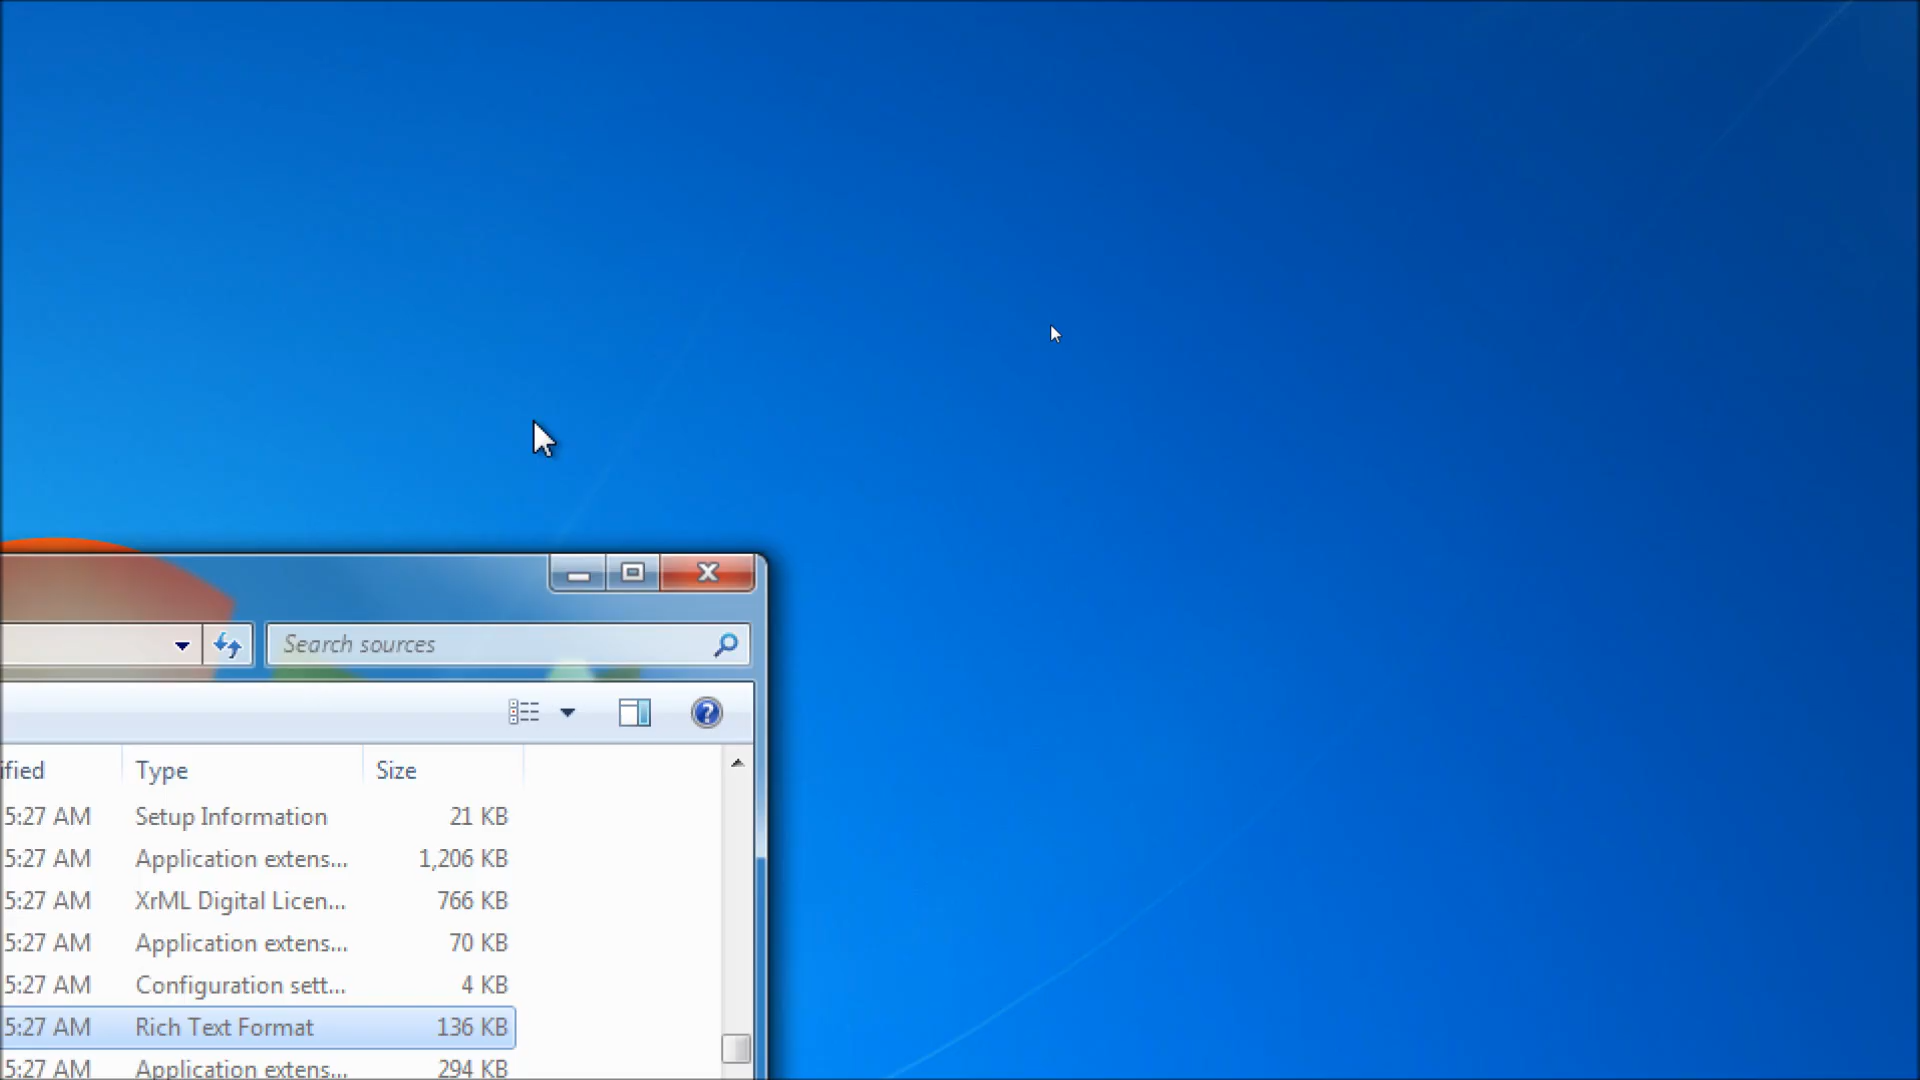 Search sources
ified Type Size
5:27 AM Setup Information 21 KB
5:27 AM Application extens... 1,206 KB
5:27 AM XrML Digital Licen... 766 KB
5:27 AM Application extens... 70 KB
5:27 AM Configuration sett... 4 KB
5:27 AM Rich Text Format 136 KB
5:27 AM Application extens... 294 KB